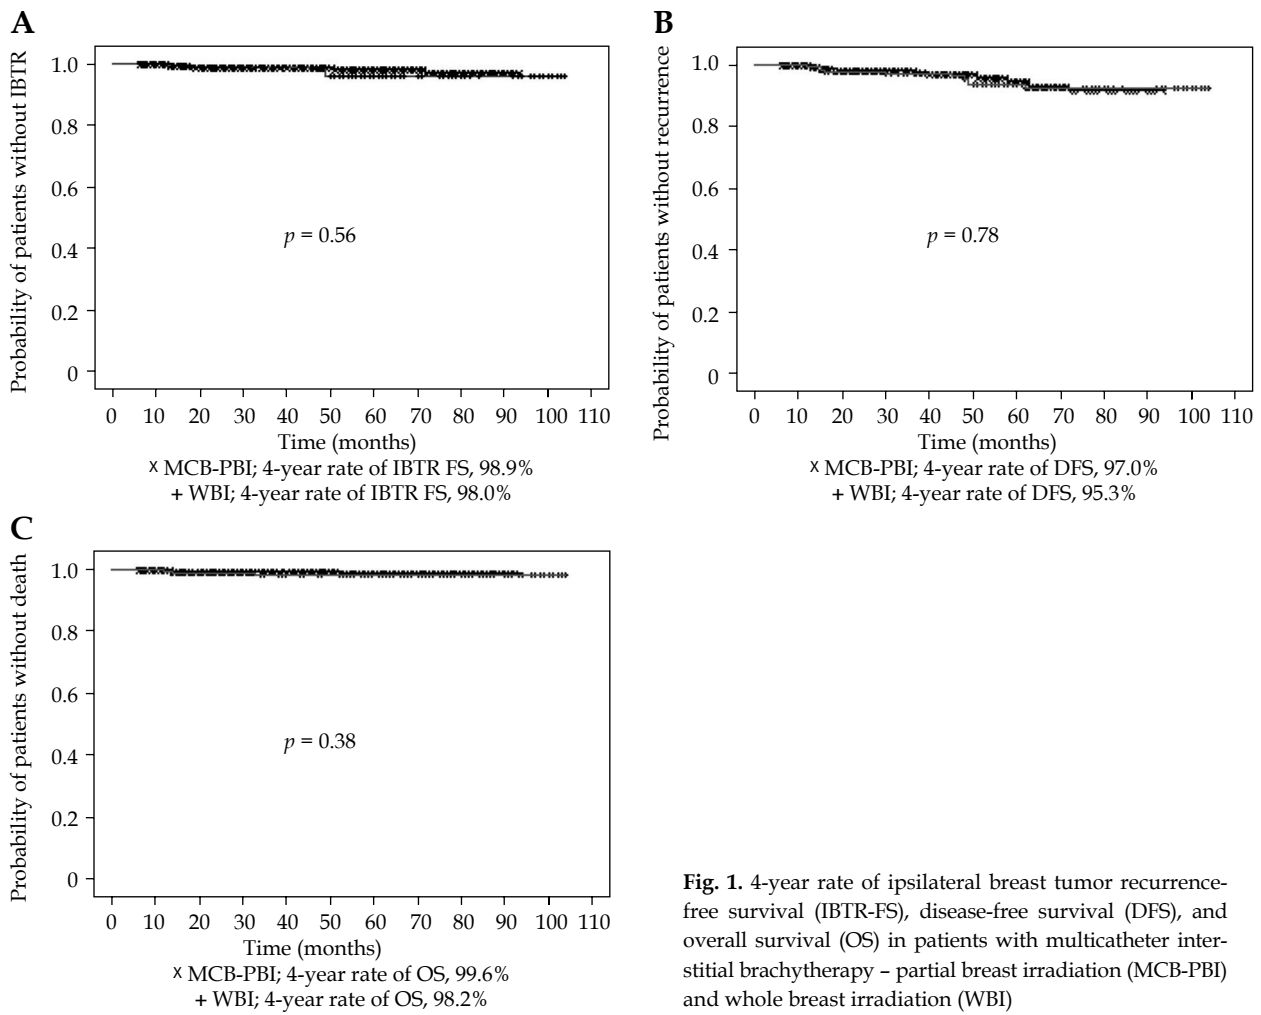 A
Probability of patients without IBTR
1.0
0.8
0.6
0.4
0.2
0
p = 0.56
0 10 20 30 40 50 60 70 80 90 100 110
Time (months)
x MCB-PBI; 4-year rate of IBTR FS, 98.9%
+ WBI; 4-year rate of IBTR FS, 98.0%
B
Probability of patients without recurrence
1.0
0.8
0.6
0.4
0.2
0
p = 0.78
0 10 20 30 40 50 60 70 80 90 100 110
Time (months)
x MCB-PBI; 4-year rate of DFS, 97.0%
+ WBI; 4-year rate of DFS, 95.3%
C
Probability of patients without death
1.0
0.8
0.6
0.4
0.2
0
p = 0.38
0 10 20 30 40 50 60 70 80 90 100 110
Time (months)
x MCB-PBI; 4-year rate of OS, 99.6%
+ WBI; 4-year rate of OS, 98.2%
Fig. 1. 4-year rate of ipsilateral breast tumor recurrence-
free survival (IBTR-FS), disease-free survival (DFS), and
overall survival (OS) in patients with multicatheter inter-
stitial brachytherapy – partial breast irradiation (MCB-PBI)
and whole breast irradiation (WBI)